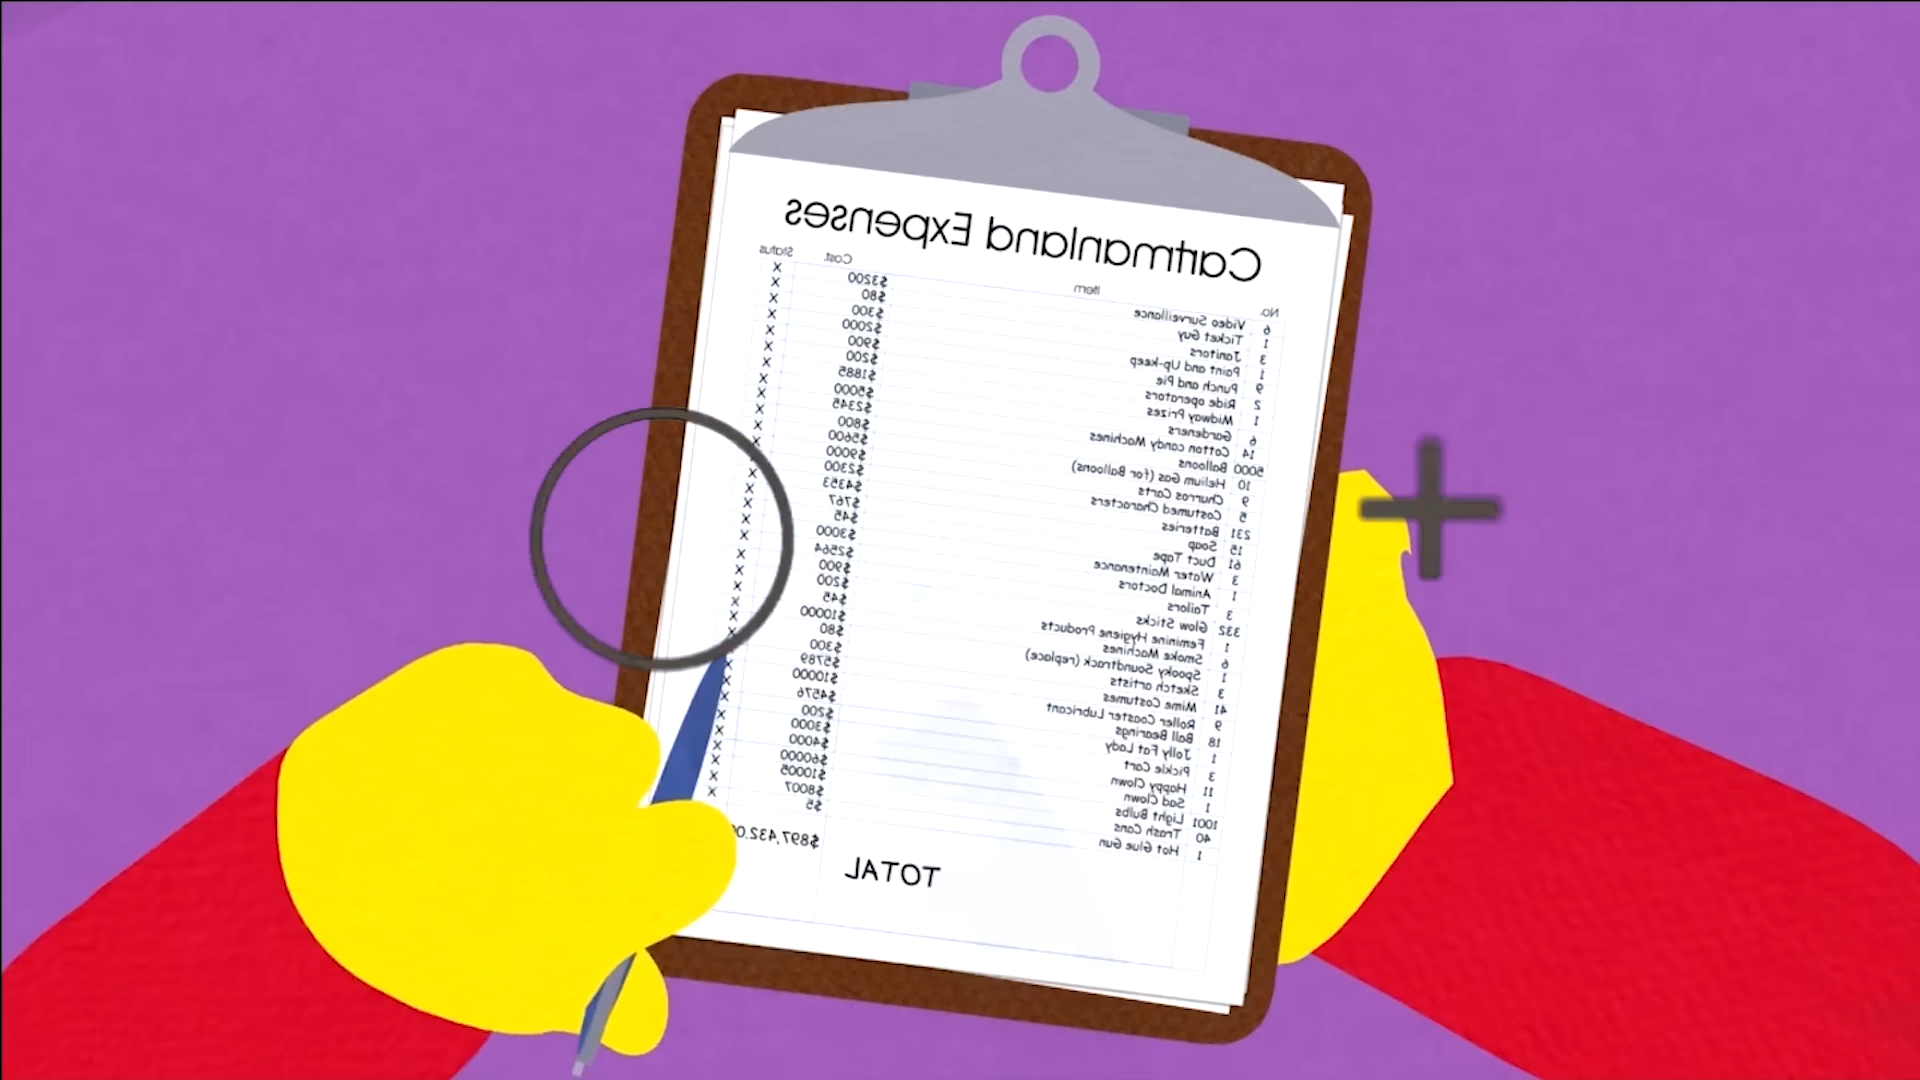 Cartmanland Expenses
No. Item Cost. Status
6 Video Surveillance $3200 X
1 Ticket Guy $80 X
3 Janitors $300 X
1 Paint and Up-keep $2000 X
9 Punch and Pie $900 X
2 Ride operators $200 X
1 Midway Prizes $1885 X
6 Gardeners $5000 X
14 Cotton candy Machines $2345 X
5000 Balloons $800 X
10 Helium Gas (for Balloons) $5600 X
9 Churros Carts $9000 X
5 Costumed Characters $2300 X
231 Batteries $4353 X
15 Soap $767 X
61 Duct Tape $45 X
3 Water Maintenance $3000 X
1 Animal Doctors $2564 X
3 Tailors $900 X
332 Glow Sticks $200 X
1 Feminine Hygiene Products $45 X
6 Smoke Machines $10000 X
1 Spooky Soundtrack (replace) $80 X
3 Sketch artists $300 X
41 Mime Costumes $5789 X
9 Roller Coaster Lubricant $10000 X
18 Ball Bearings $4576 X
1 Jolly Fat Lady $200 X
3 Pickle Cart $3000 X
11 Happy Clown $4000 X
1 Sad Clown $60000 X
1001 Light Bulbs $10005 X
40 Trash Cans $8007 X
1 Hot Glue Gun $5
TOTAL $897,432.0